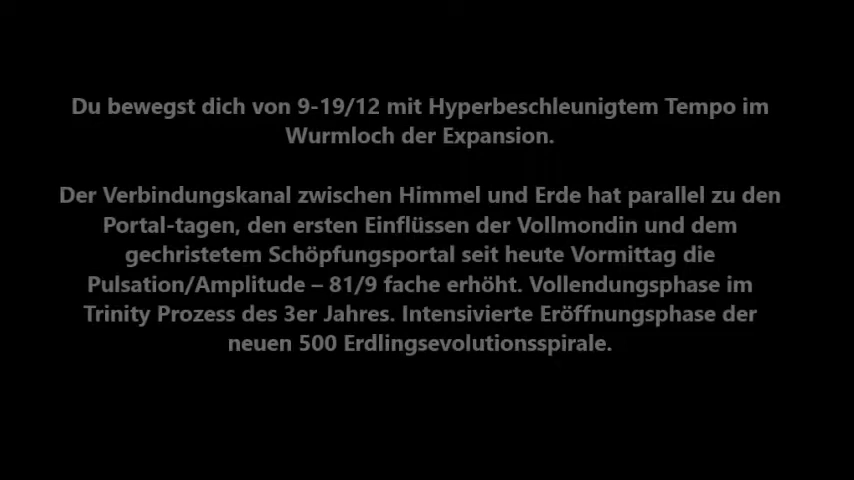 Du bewegst dich von 9-19/12 mit Hyperbeschleunigtem Tempo im
Wurmloch der Expansion.
Der Verbindungskanal zwischen Himmel und Erde hat parallel zu den
Portal-tagen, den ersten Einflüssen der Vollmondin und dem
gechristetem Schöpfungsportal seit heute Vormittag die
Pulsation/Amplitude – 81/9 fache erhöht. Vollendungsphase im
Trinity Prozess des 3er Jahres. Intensivierte Eröffnungsphase der
neuen 500 Erdlingsevolutionsspirale.